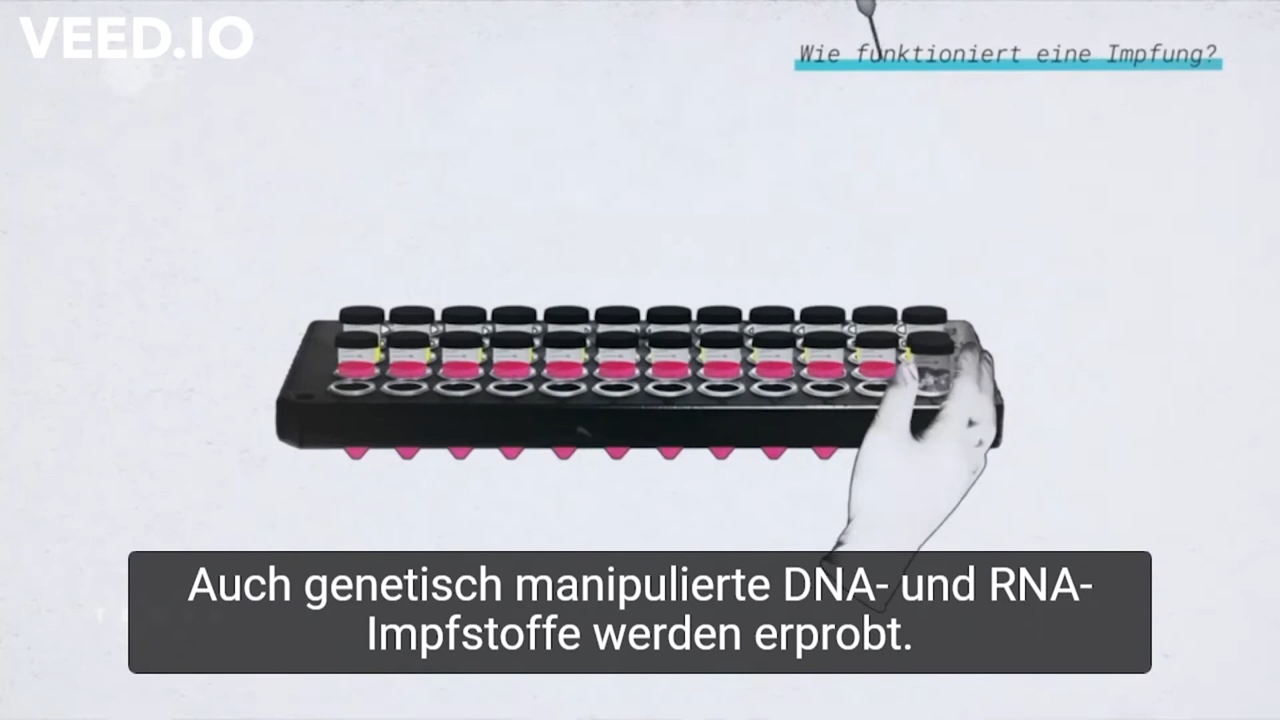 VEED.IO
Wie funktioniert eine Impfung?
Auch genetisch manipulierte DNA- und RNA-
Impfstoffe werden erprobt.